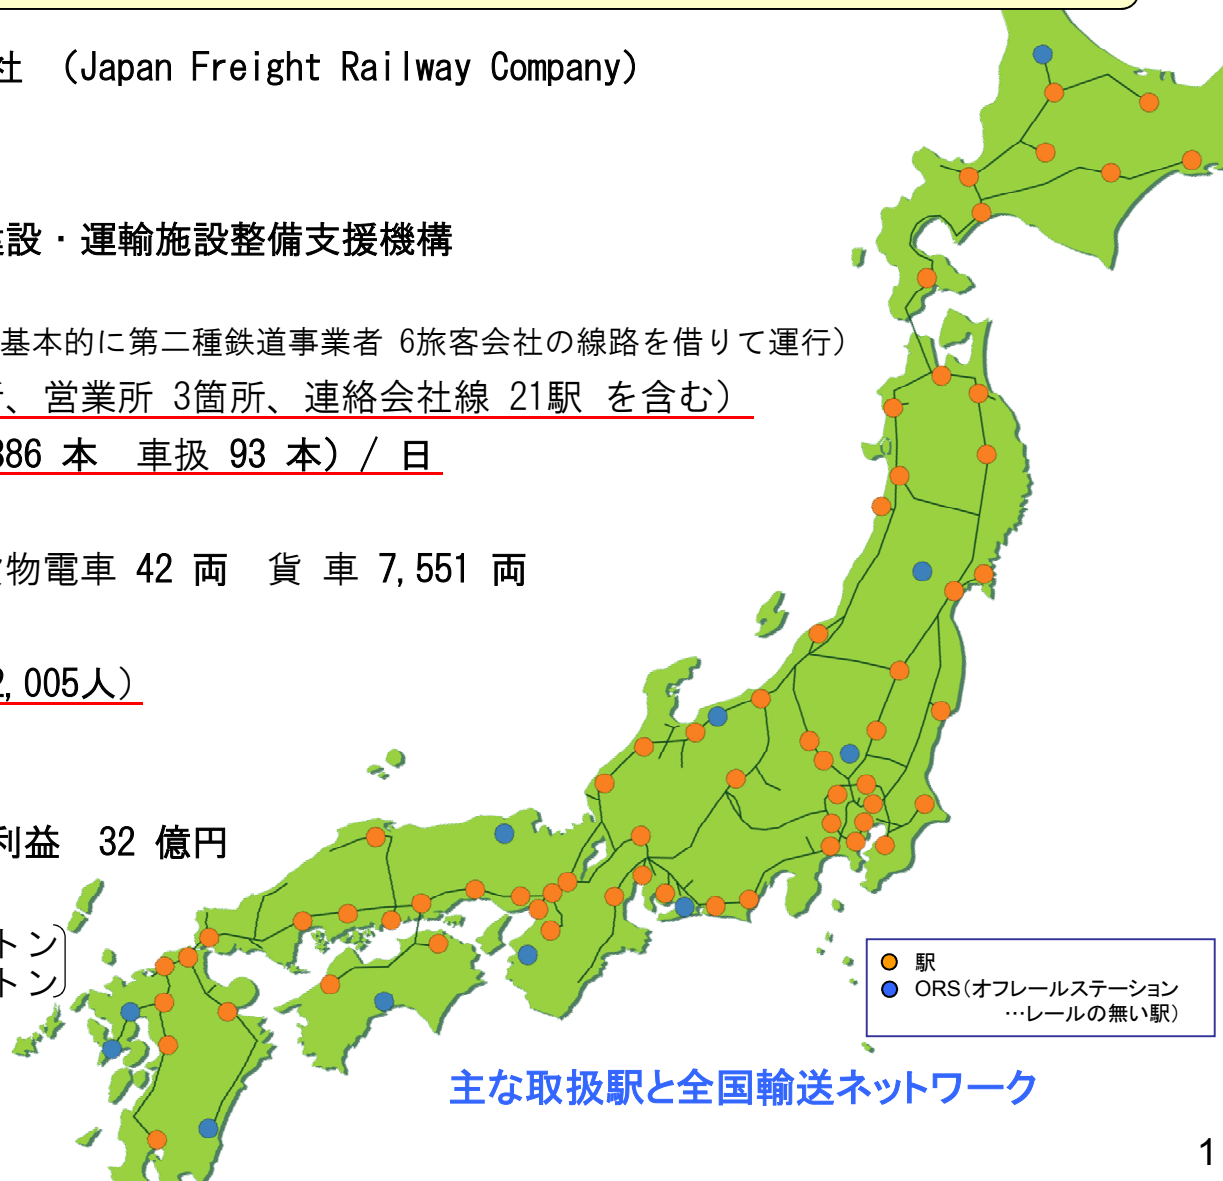 社 (Japan Freight Railway Company)
建設・運輸施設整備支援機構
基本的に第二種鉄道事業者 6旅客会社の線路を借りて運行)
所、営業所 3箇所、連絡会社線 21駅 を含む)
386 本 車扱 93 本) / 日
貨物電車 42 両 貨 車 7,551 両
2,005人)
利益 32 億円
トン
トン
駅
ORS(オフレールステーション
…レールの無い駅)
主な取扱駅と全国輸送ネットワーク
1